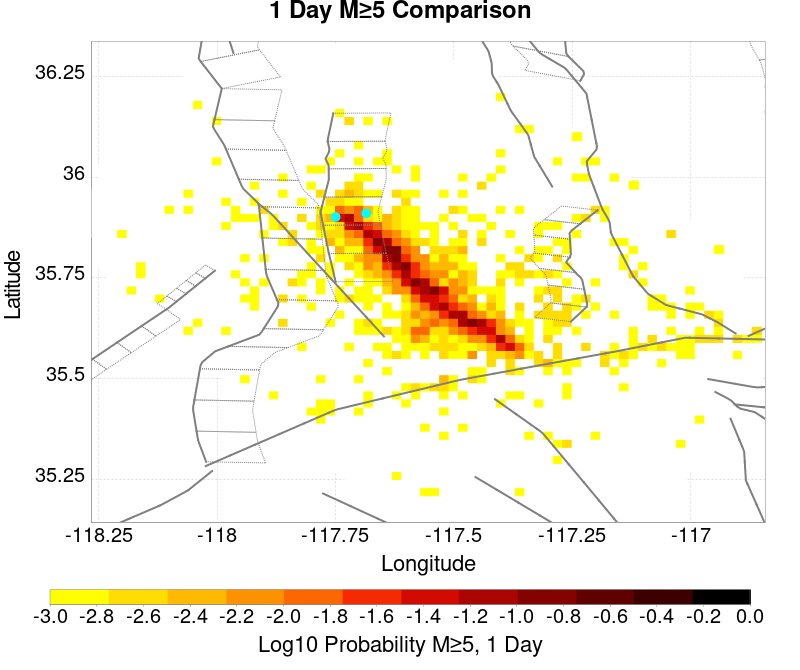 1 Day M≥5 Comparison
36.25
36
35.75
35.5
35.25
Latitude
-118.25 -118 -117.75 -117.5 -117.25 -117
Longitude
-3.0 -2.8 -2.6 -2.4 -2.2 -2.0 -1.8 -1.6 -1.4 -1.2 -1.0 -0.8 -0.6 -0.4 -0.2 0.0
Log10 Probability M≥5, 1 Day